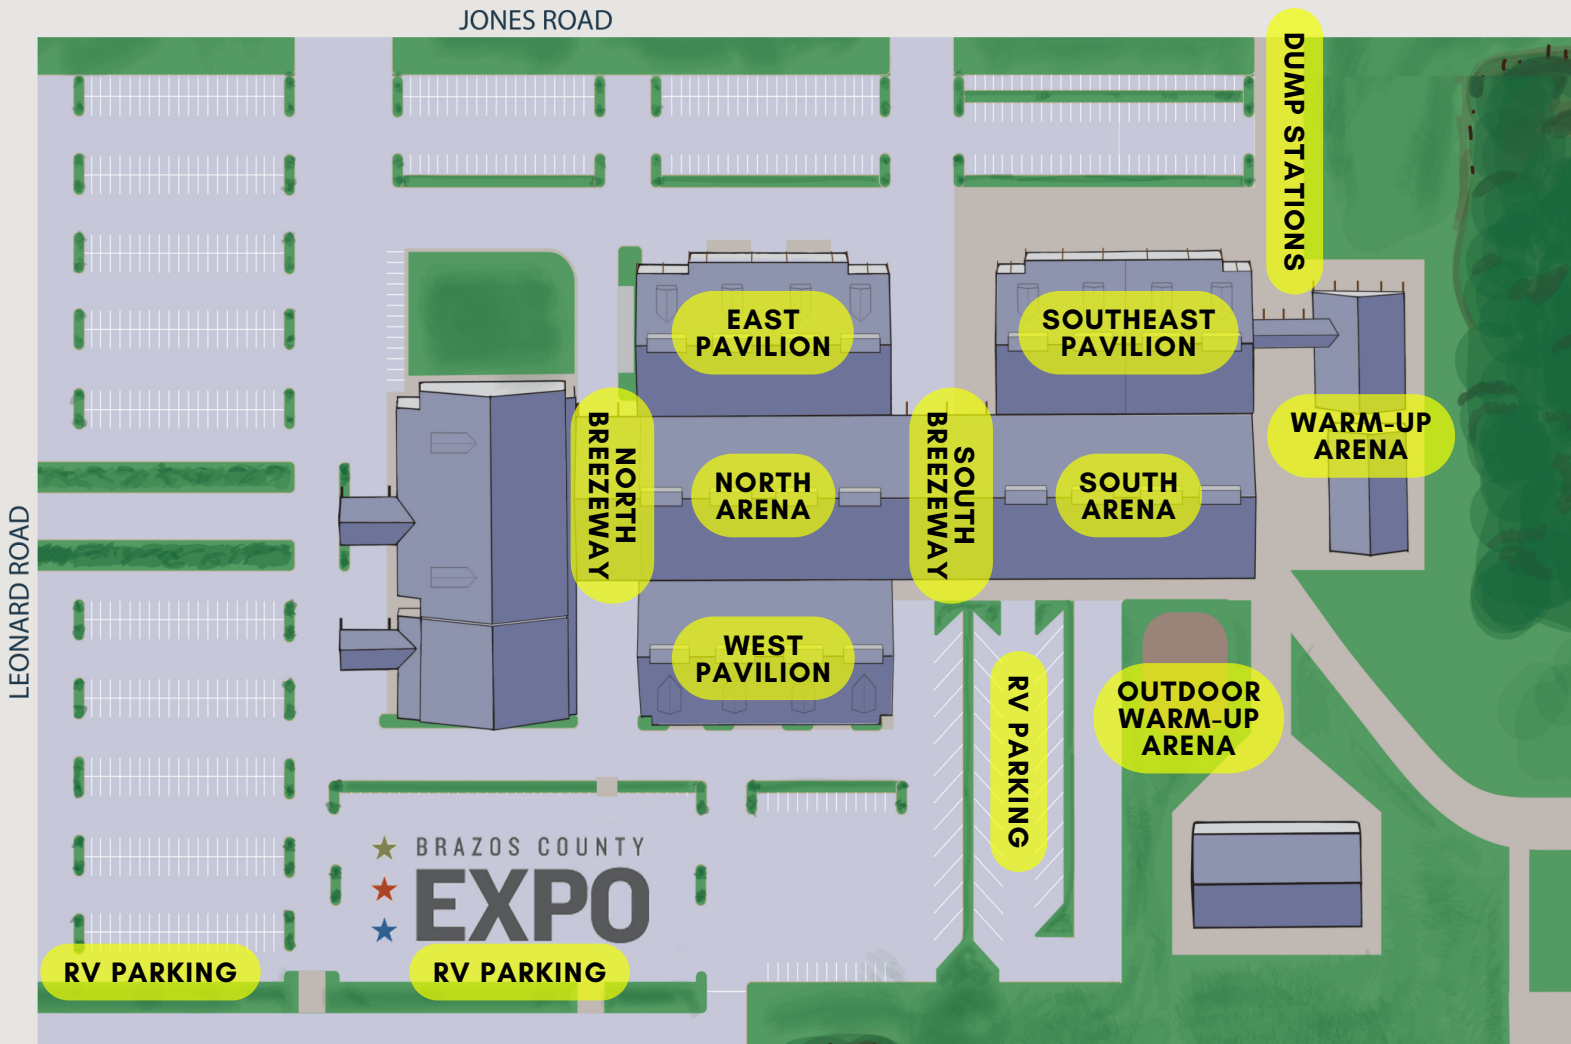 JONES ROAD
DUMP STATIONS
EAST
PAVILION
SOUTHEAST
PAVILION
NORTH
BREEZEWAY
NORTH
ARENA
SOUTH
BREEZEWAY
SOUTH
ARENA
WARM-UP
ARENA
LEONARD ROAD
WEST
PAVILION
RV PARKING
OUTDOOR
WARM-UP
ARENA
BRAZOS COUNTY
EXPO
RV PARKING
RV PARKING